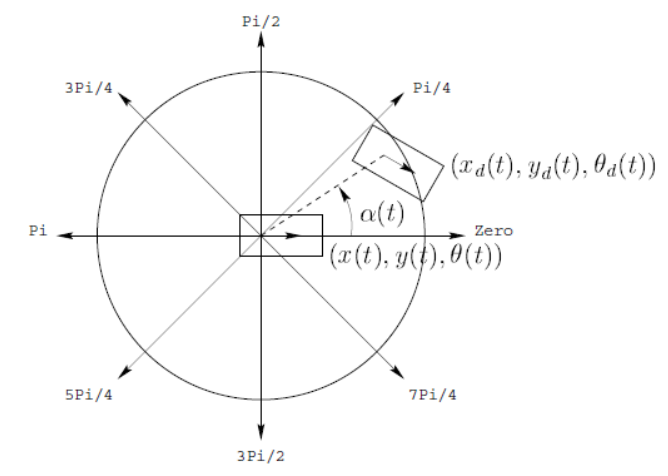 Pi/2
3Pi/4
Pi/4
(x_d(t), y_d(t), θ_d(t))
α(t)
Pi
Zero
(x(t), y(t), θ(t))
5Pi/4
7Pi/4
3Pi/2